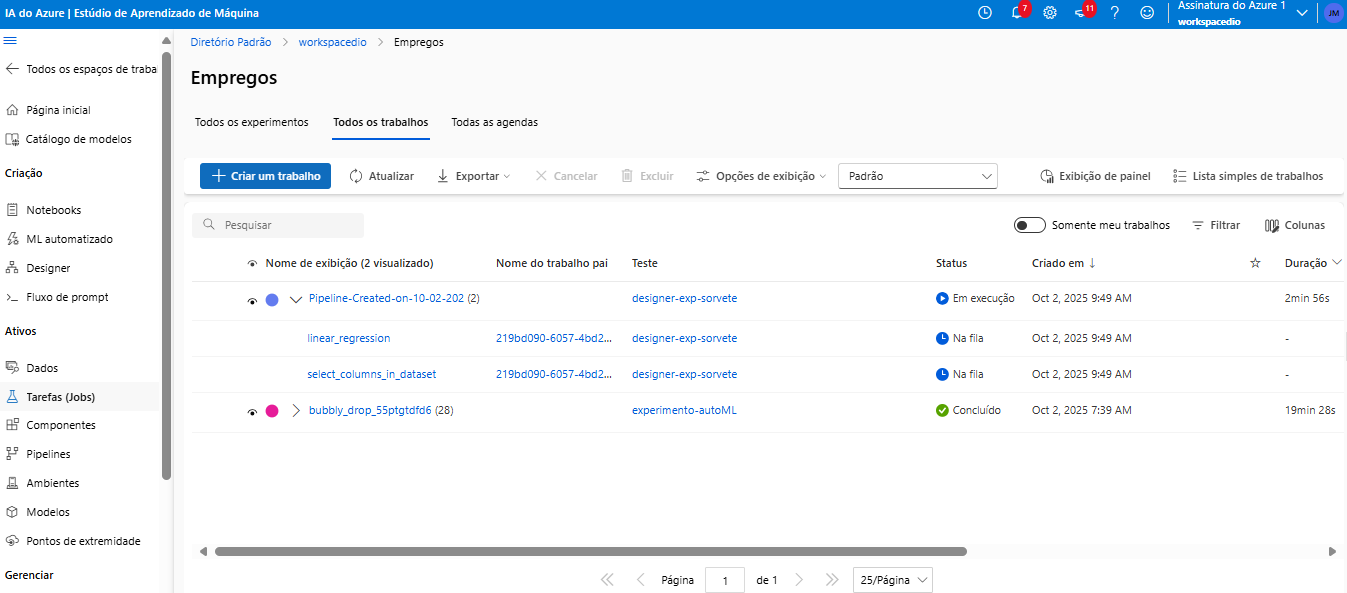 IA do Azure | Estúdio de Aprendizado de Máquina
7
11
?
Assinatura do Azure 1
workspacedio
JM
Todos os espaços de traba
Página inicial
Catálogo de modelos
Criação
Notebooks
ML automatizado
Designer
Fluxo de prompt
Ativos
Dados
Tarefas (Jobs)
Componentes
Pipelines
Ambientes
Modelos
Pontos de extremidade
Gerenciar
Diretório Padrão > workspacedio > Empregos
Empregos
Todos os experimentos Todos os trabalhos Todas as agendas
Criar um trabalho Atualizar Exportar Cancelar Excluir Opções de exibição Padrão Exibição de painel Lista simples de trabalhos
Pesquisar Somente meu trabalhos Filtrar Colunas
Nome de exibição (2 visualizado) Nome do trabalho pai Teste Status Criado em ↓ Duração
Pipeline-Created-on-10-02-202 (2) designer-exp-sorvete Em execução Oct 2, 2025 9:49 AM 2min 56s
linear_regression 219bd090-6057-4bd2... designer-exp-sorvete Na fila Oct 2, 2025 9:49 AM -
select_columns_in_dataset 219bd090-6057-4bd2... designer-exp-sorvete Na fila Oct 2, 2025 9:49 AM -
bubbly_drop_55ptgtdfd6 (28) experimento-autoML Concluído Oct 2, 2025 7:39 AM 19min 28s
Página 1 de 1 25/Página